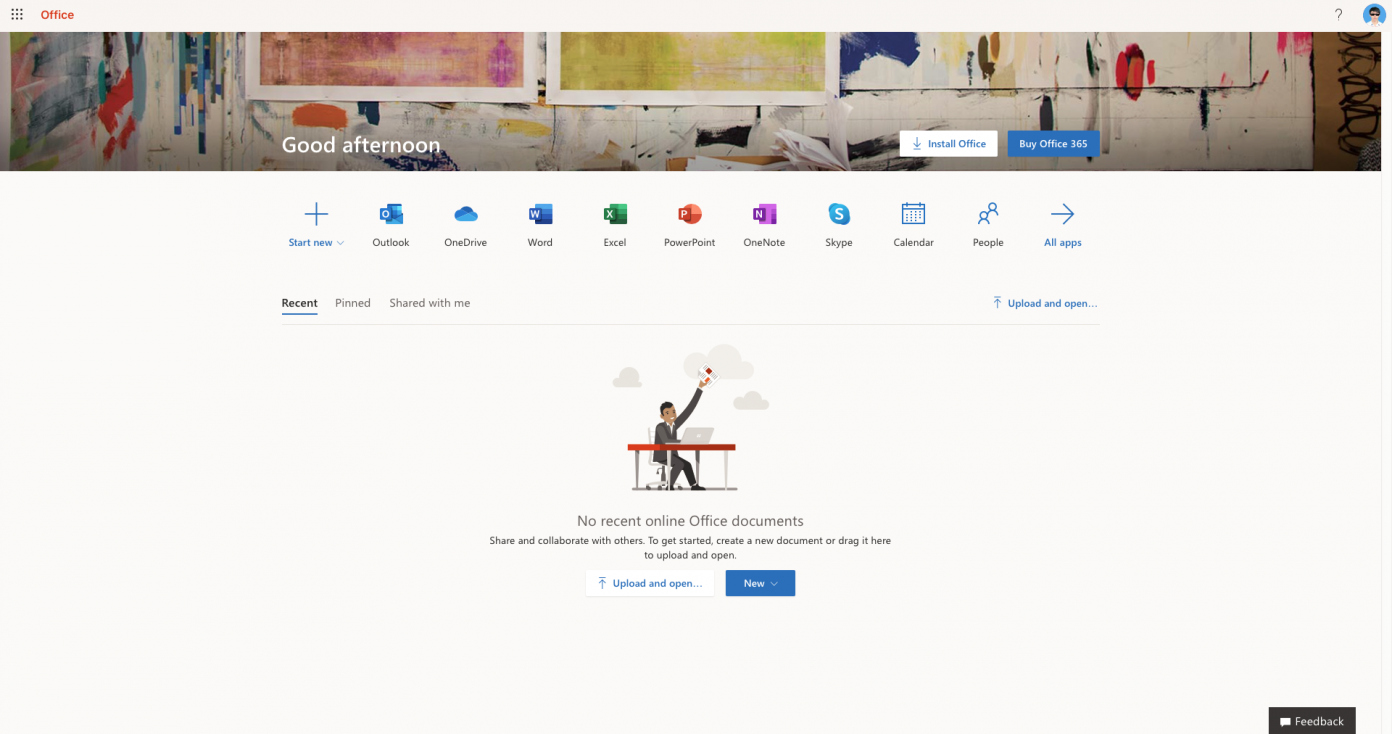 Office
?
Good afternoon
Install Office
Buy Office 365
Start new
Outlook
OneDrive
Word
Excel
PowerPoint
OneNote
Skype
Calendar
People
All apps
Recent
Pinned
Shared with me
Upload and open...
No recent online Office documents
Share and collaborate with others. To get started, create a new document or drag it here
to upload and open.
Upload and open...
New
Feedback